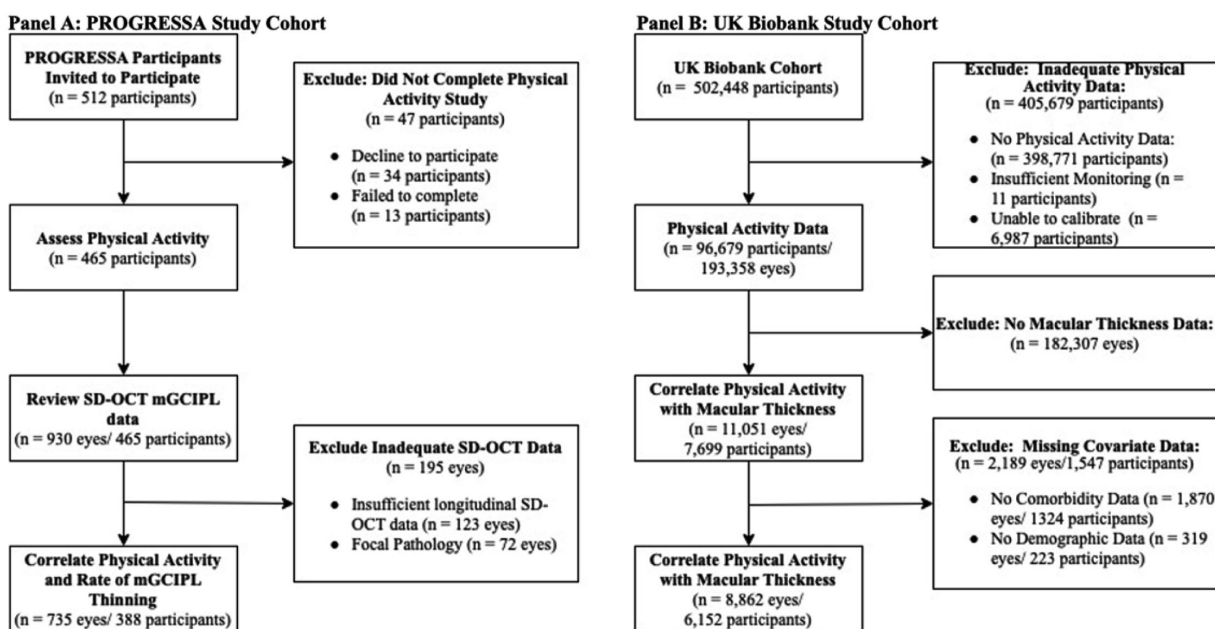 Panel A: PROGRESSA Study Cohort
PROGRESSA Participants
Invited to Participate
(n = 512 participants)
Exclude: Did Not Complete Physical
Activity Study
(n = 47 participants)
● Decline to participate
(n = 34 participants)
● Failed to complete
(n = 13 participants)
Assess Physical Activity
(n = 465 participants)
Review SD-OCT mGCIPL
data
(n = 930 eyes/ 465 participants)
Exclude Inadequate SD-OCT Data
(n = 195 eyes)
● Insufficient longitudinal SD-
OCT data (n = 123 eyes)
● Focal Pathology (n = 72 eyes)
Correlate Physical Activity
and Rate of mGCIPL
Thinning
(n = 735 eyes/ 388 participants)
Panel B: UK Biobank Study Cohort
UK Biobank Cohort
(n = 502,448 participants)
Exclude: Inadequate Physical
Activity Data:
(n = 405,679 participants)
● No Physical Activity Data:
(n = 398,771 participants)
● Insufficient Monitoring (n =
11 participants)
● Unable to calibrate (n =
6,987 participants)
Physical Activity Data
(n = 96,679 participants/
193,358 eyes)
Exclude: No Macular Thickness Data:
(n = 182,307 eyes)
Correlate Physical Activity
with Macular Thickness
(n = 11,051 eyes/
7,699 participants)
Exclude: Missing Covariate Data:
(n = 2,189 eyes/1,547 participants)
● No Comorbidity Data (n = 1,870
eyes/ 1324 participants)
● No Demographic Data (n = 319
eyes/ 223 participants)
Correlate Physical Activity
with Macular Thickness
(n = 8,862 eyes/
6,152 participants)